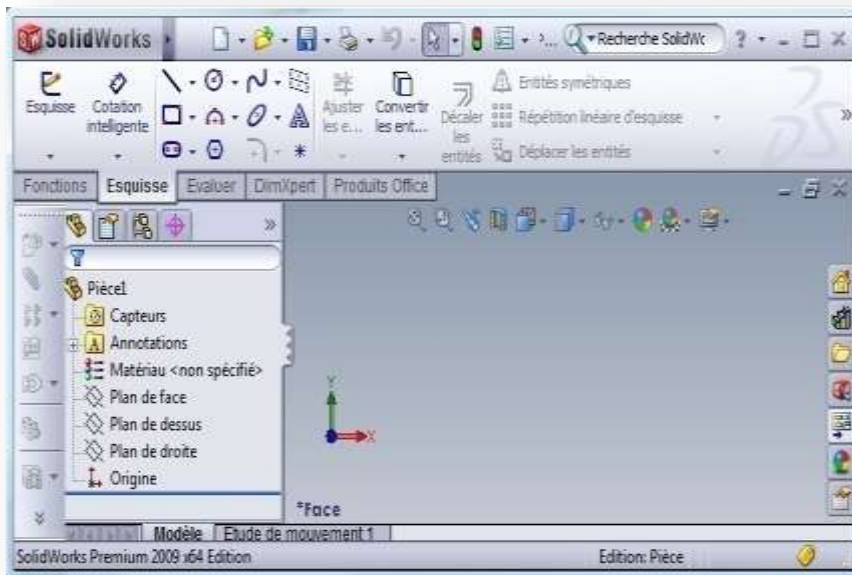 SolidWorks
Recherche SolidWc
?
Esquisse
Cotation intelligente
Ajuster les e...
Convertir les ent...
Décaler les entités
Entités symétriques
Répétition linéaire d'esquisse
Déplacer les entités
Fonctions Esquisse Evaluer DimXpert Produits Office
Pièce1
Capteurs
A Annotations
Matériau <non spécifié>
Plan de face
Plan de dessus
Plan de droite
Origine
Y
X
*Face
Modèle Etude de mouvement 1
SolidWorks Premium 2009 x64 Edition
Edition: Pièce